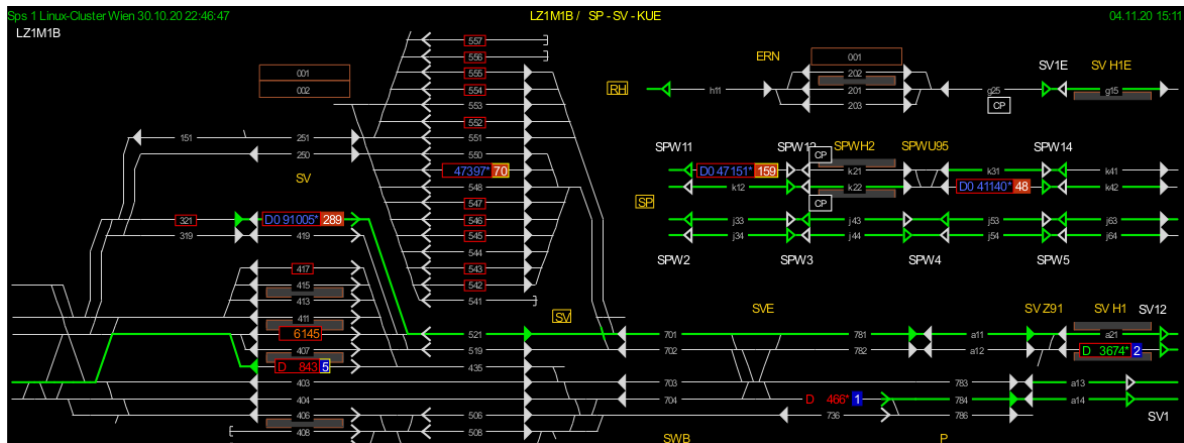 Sps 1 Linux-Cluster Wien 30.10.20 22:46:47 LZ1M1B / SP - SV - KUE 04.11.20 15:11
LZ1M1B
557
556
ERN 001
001 555 202 SV1E SV H1E
002 554 RH h11 201 g25 g15
553 203 CP
552
151 251 551
250 550 SPW11 SPW12 CP SPWH2 SPWU95 SPW14
SV 47397* 70 D0 47151* 159 k21 k31 k41
548 k12 k22 D0 41140* 48 k42
547 SP CP
321 D0 91005* 289 546 j33 j43 j53 j63
319 419 545 j34 j44 j54 j64
544
417 543 SPW2 SPW3 SPW4 SPW5
415 542
413 541
411 SV SVE SV Z91 SV H1 SV12
6145 521 701 781 a11 a21
407 519 702 782 a12 D 3674* 2
D 843 5 435
403 703 783 a13
404 704 D 466* 1 784 a14
406 506 736 786 SV1
408 508 SWB P